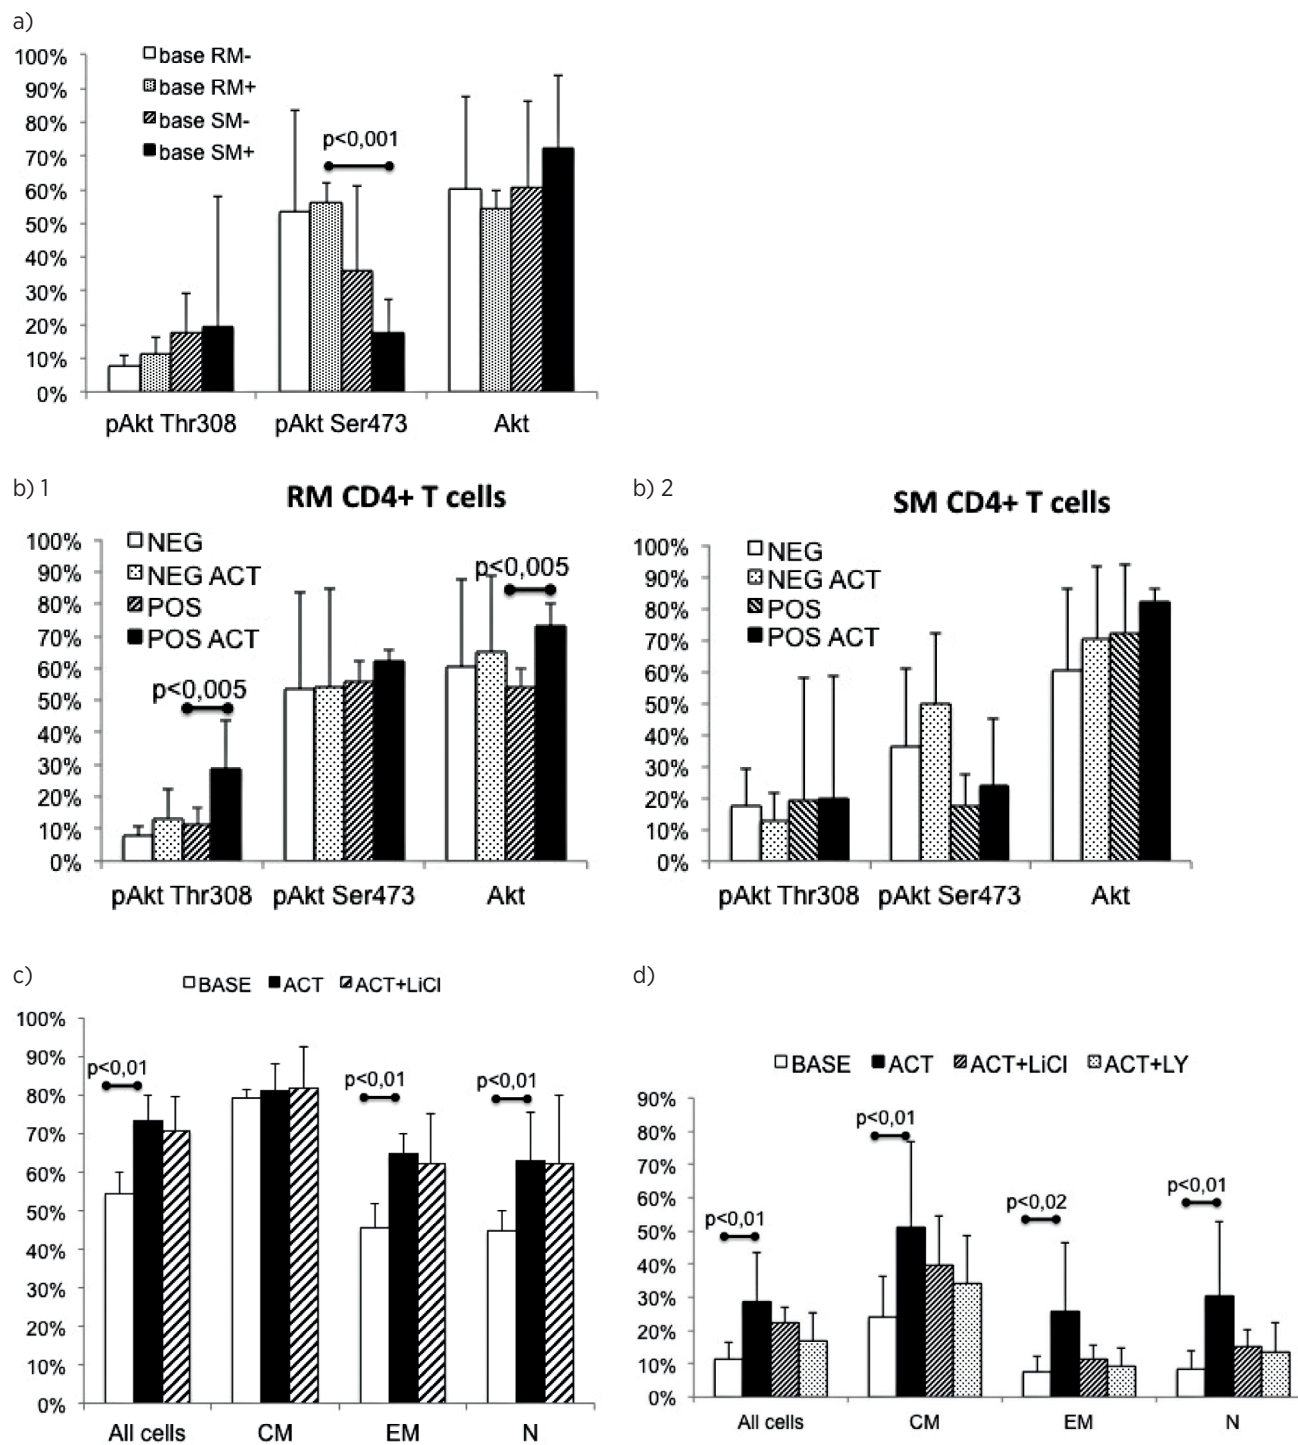 a)
100%
90%
80%
70%
60%
50%
40%
30%
20%
10%
0%
base RM-
base RM+
base SM-
base SM+
p<0,001
pAkt Thr308 pAkt Ser473 Akt
b) 1
RM CD4+ T cells
100%
90%
80%
70%
60%
50%
40%
30%
20%
10%
0%
NEG
NEG ACT
POS
POS ACT
p<0,005
p<0,005
pAkt Thr308 pAkt Ser473 Akt
b) 2
SM CD4+ T cells
100%
90%
80%
70%
60%
50%
40%
30%
20%
10%
0%
NEG
NEG ACT
POS
POS ACT
pAkt Thr308 pAkt Ser473 Akt
c)
BASE ACT ACT+LiCl
100%
90%
80%
70%
60%
50%
40%
30%
20%
10%
0%
p<0,01
p<0,01
p<0,01
All cells CM EM N
d)
BASE ACT ACT+LiCl ACT+LY
90%
80%
70%
60%
50%
40%
30%
20%
10%
0%
p<0,01
p<0,01
p<0,02
p<0,01
All cells CM EM N